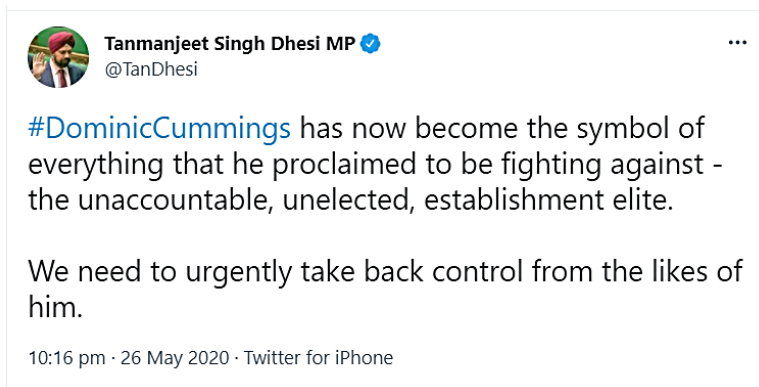 Tanmanjeet Singh Dhesi MP
@TanDhesi
#DominicCummings has now become the symbol of
everything that he proclaimed to be fighting against -
the unaccountable, unelected, establishment elite.
We need to urgently take back control from the likes of
him.
10:16 pm · 26 May 2020 · Twitter for iPhone